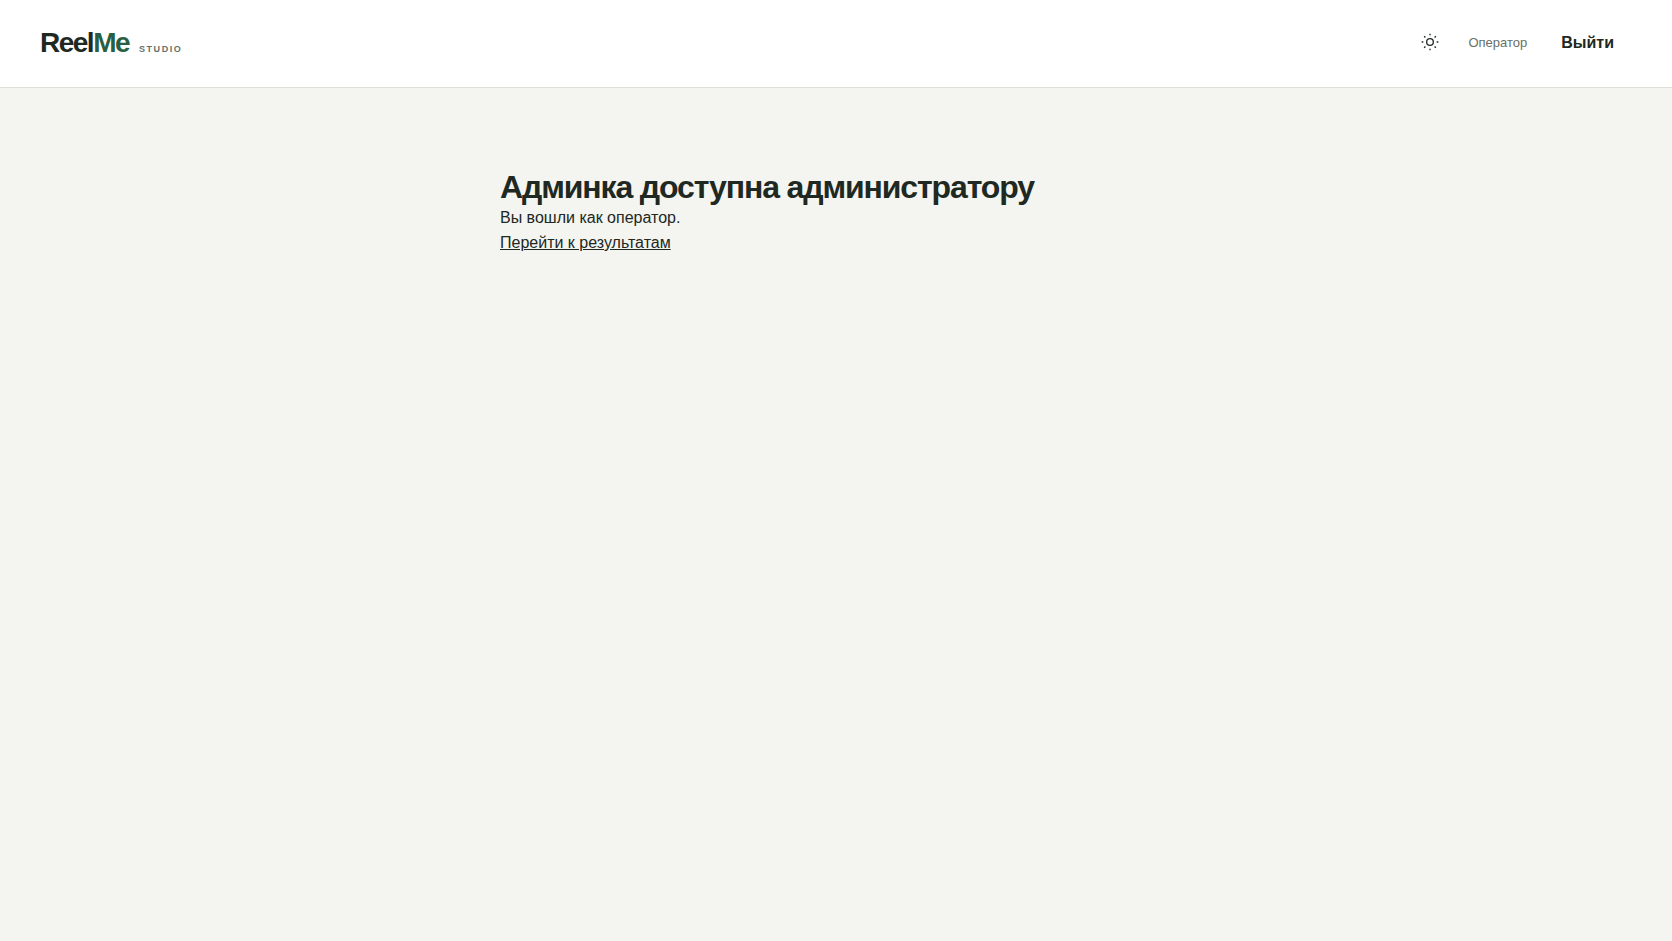 ReelMe STUDIO
Оператор
Выйти
Админка доступна администратору
Вы вошли как оператор.
Перейти к результатам